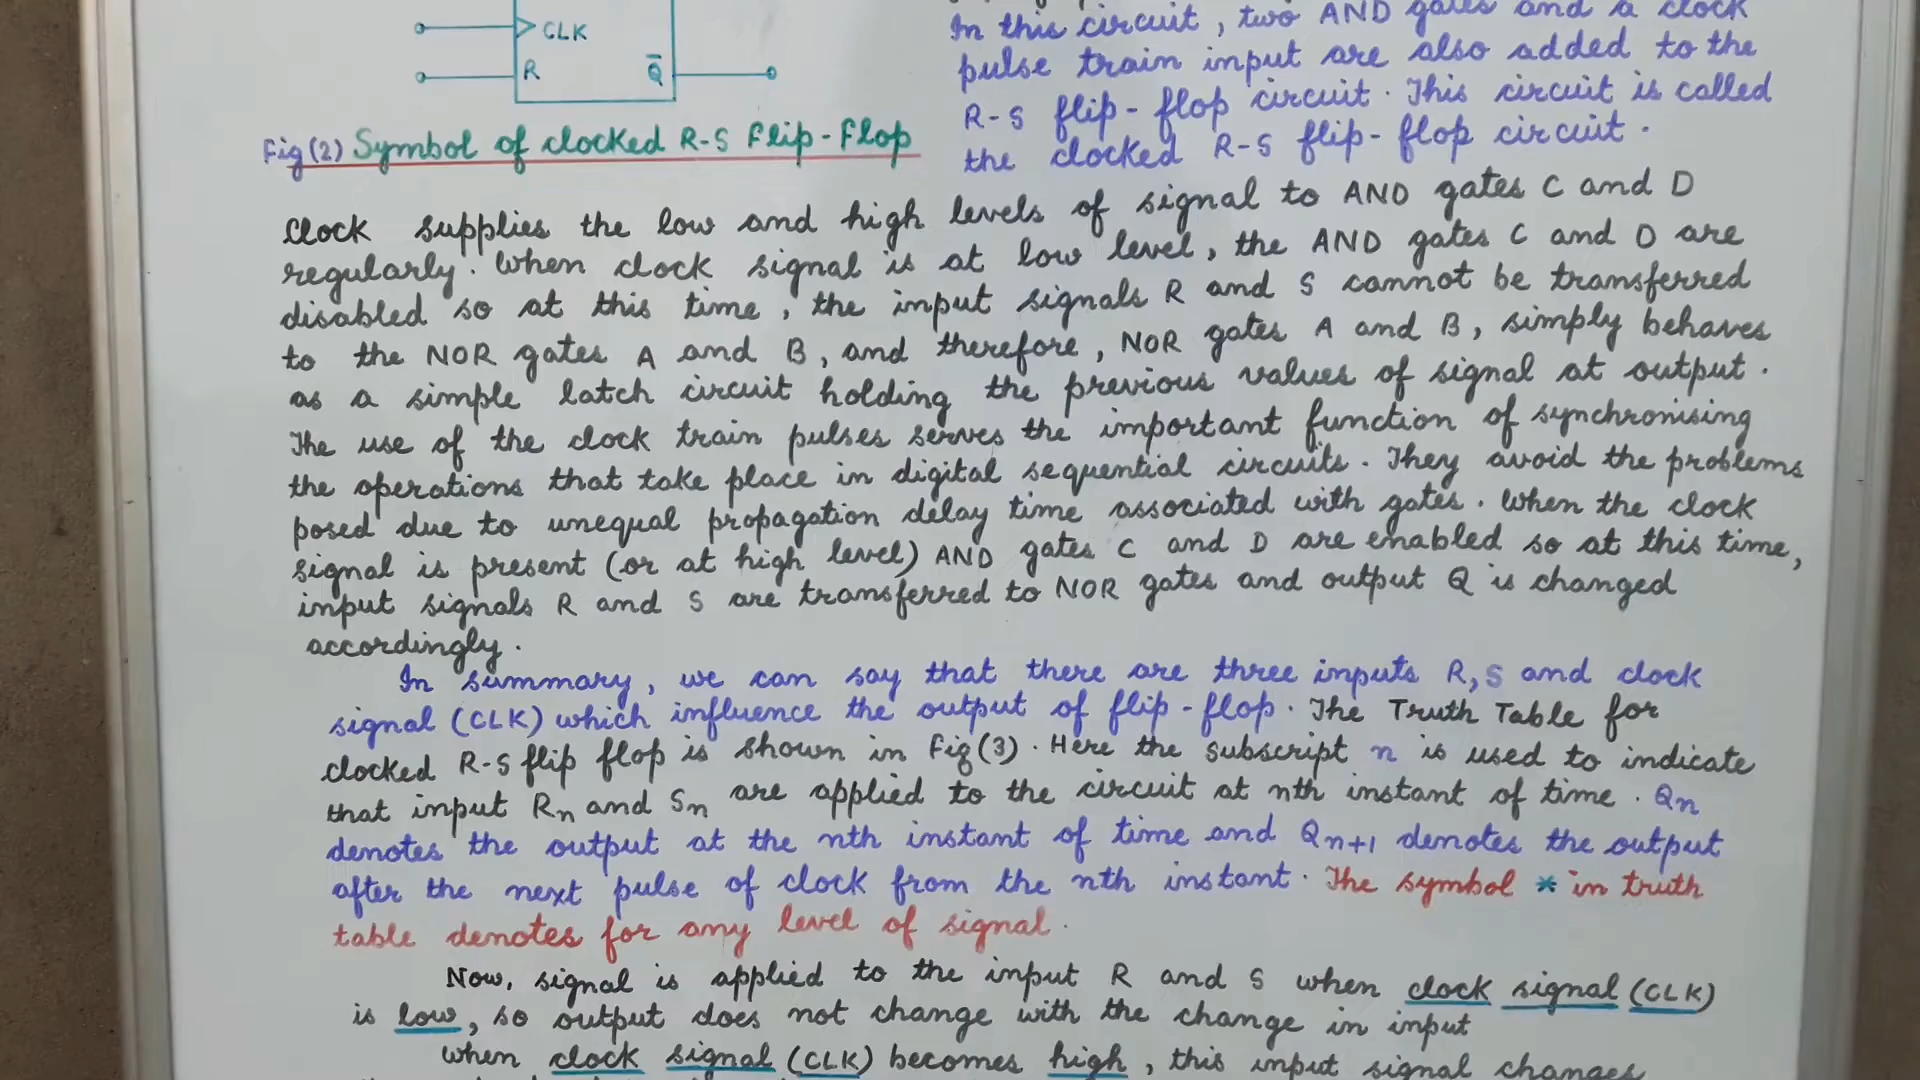 In this circuit, two AND gates and a clock
pulse train input are also added to the
R-S flip-flop circuit. This circuit is called
the clocked R-S flip-flop circuit.
CLK
R
Q̅
Fig(2) Symbol of clocked R-S Flip-Flop
Clock supplies the low and high levels of signal to AND gates C and D
regularly. When clock signal is at low level, the AND gates C and D are
disabled so at this time, the input signals R and S cannot be transferred
to the NOR gates A and B, and therefore, NOR gates A and B, simply behaves
as a simple latch circuit holding the previous values of signal at output.
The use of the clock train pulses serves the important function of synchronising
the operations that take place in digital sequential circuits. They avoid the problems
posed due to unequal propagation delay time associated with gates. When the clock
signal is present (or at high level) AND gates C and D are enabled so at this time,
input signals R and S are transferred to NOR gates and output Q is changed
accordingly.
In summary, we can say that there are three inputs R, S and clock
signal (CLK) which influence the output of flip-flop. The Truth Table for
clocked R-S flip flop is shown in Fig(3). Here the subscript n is used to indicate
that input Rn and Sn are applied to the circuit at nth instant of time. Qn
denotes the output at the nth instant of time and Qn+1 denotes the output
after the next pulse of clock from the nth instant. The symbol * in truth
table denotes for any level of signal.
Now, signal is applied to the input R and S when clock signal (CLK)
is low, so output does not change with the change in input
When clock signal (CLK) becomes high, this input signal changes